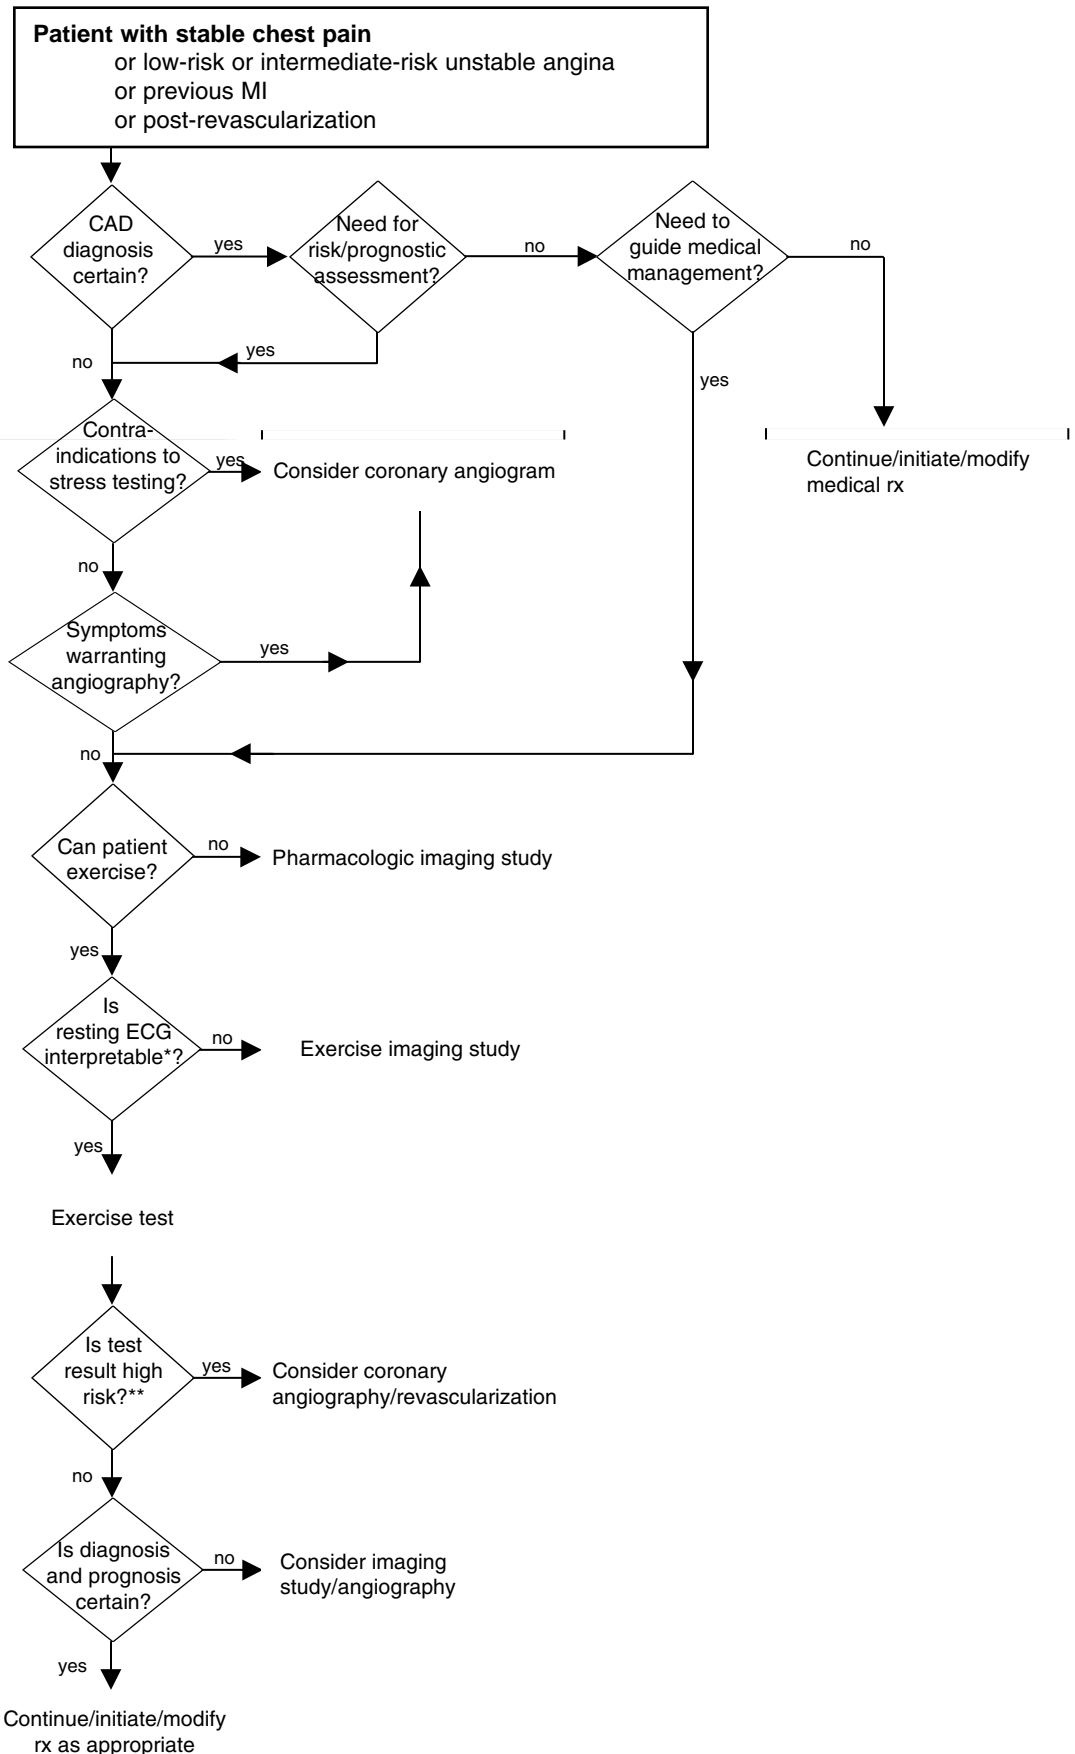 Patient with stable chest pain
or low-risk or intermediate-risk unstable angina
or previous MI
or post-revascularization
CAD
diagnosis
certain?
yes
Need for
risk/prognostic
assessment?
no
Need to
guide medical
management?
no
no
yes
yes
Contra-
indications to
stress testing?
yes
Consider coronary angiogram
Continue/initiate/modify
medical rx
no
Symptoms
warranting
angiography?
yes
no
Can patient
exercise?
no
Pharmacologic imaging study
yes
Is
resting ECG
interpretable*?
no
Exercise imaging study
yes
Exercise test
Is test
result high
risk?**
yes
Consider coronary
angiography/revascularization
no
Is diagnosis
and prognosis
certain?
no
Consider imaging
study/angiography
yes
Continue/initiate/modify
rx as appropriate